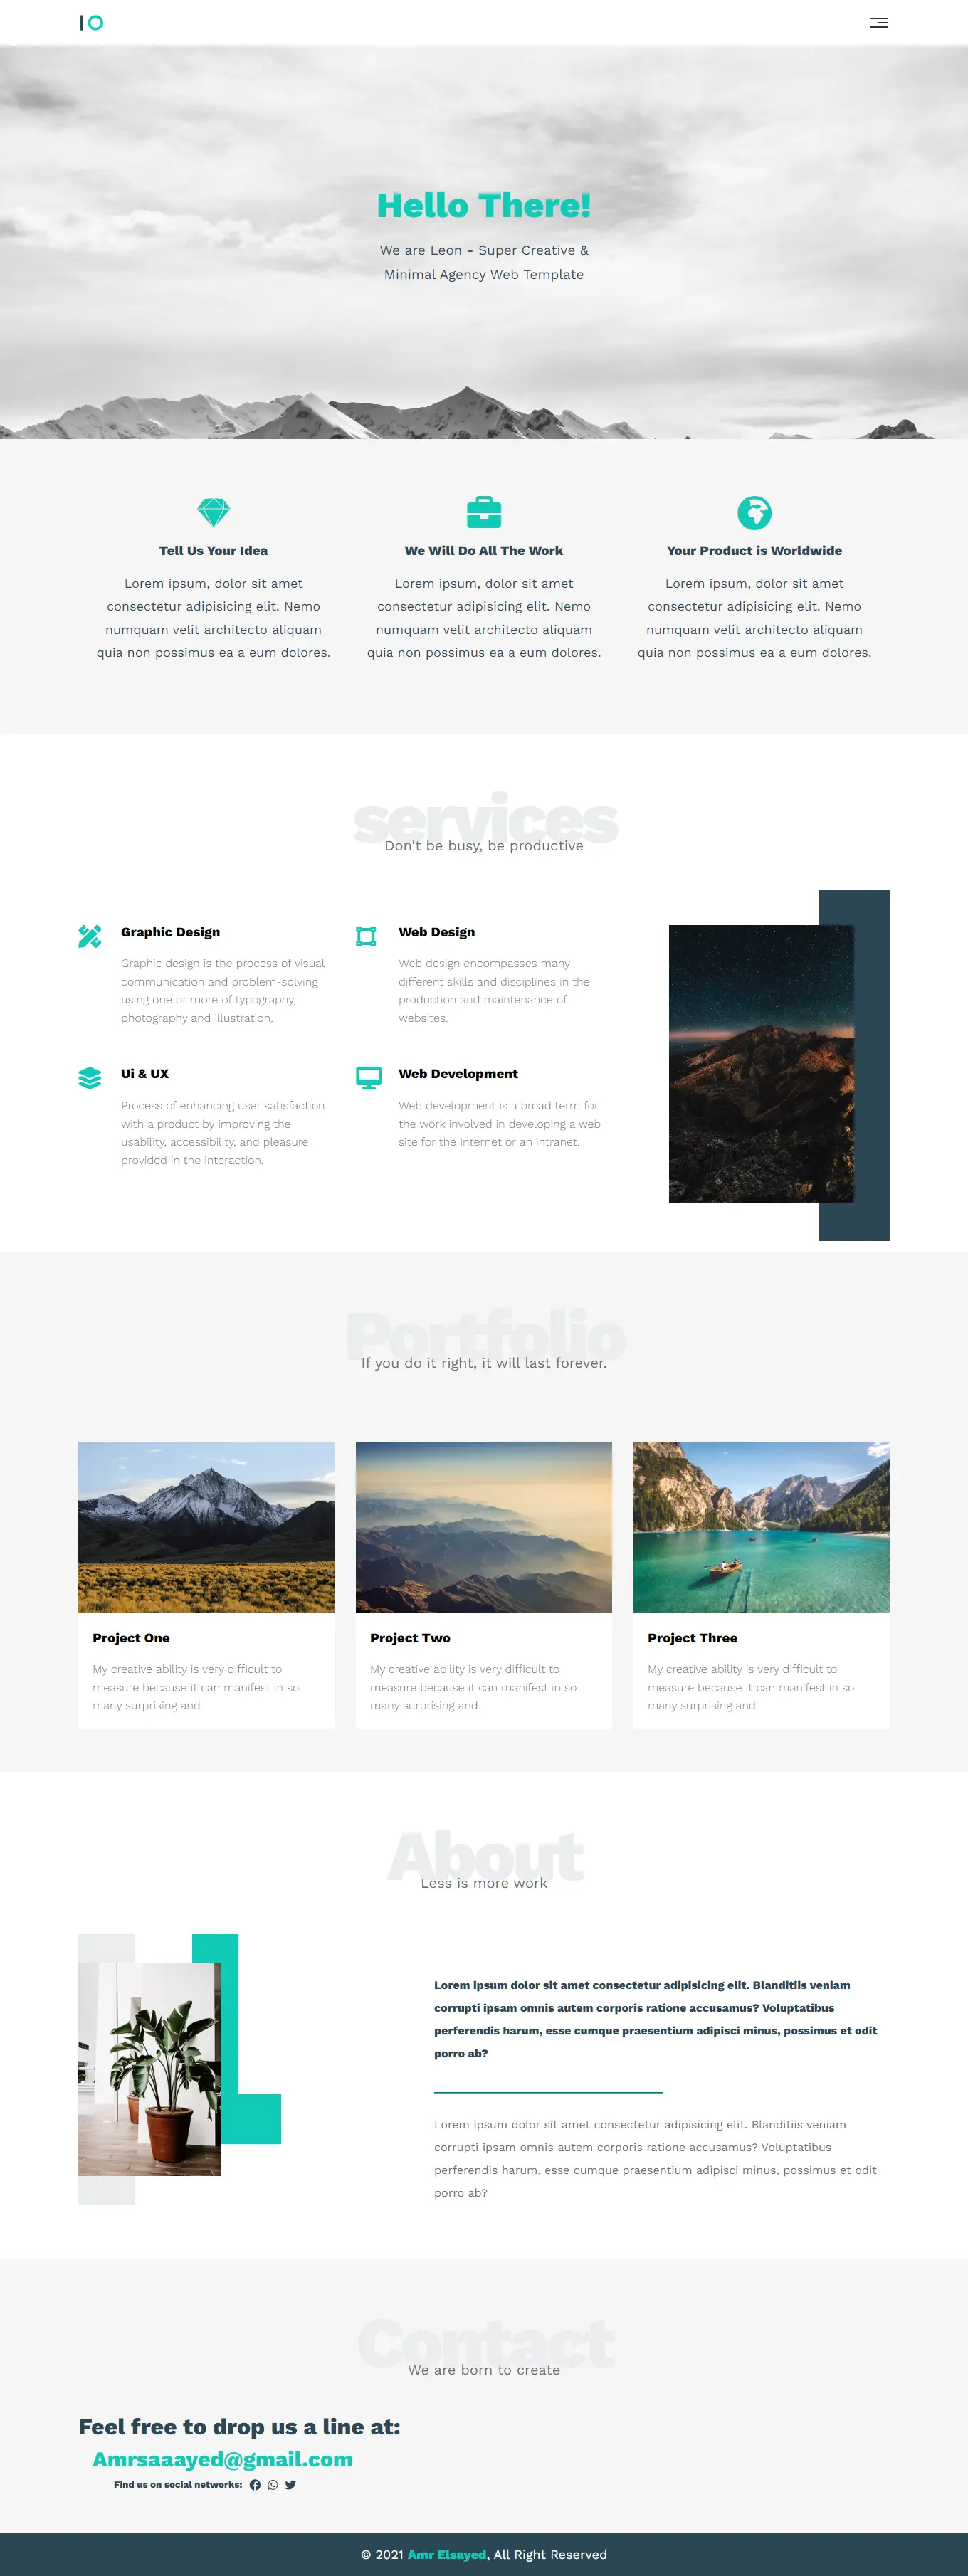 IO
Hello There!
We are Leon - Super Creative &
Minimal Agency Web Template
Tell Us Your Idea
Lorem ipsum, dolor sit amet
consectetur adipisicing elit. Nemo
numquam velit architecto aliquam
quia non possimus ea a eum dolores.
We Will Do All The Work
Lorem ipsum, dolor sit amet
consectetur adipisicing elit. Nemo
numquam velit architecto aliquam
quia non possimus ea a eum dolores.
Your Product is Worldwide
Lorem ipsum, dolor sit amet
consectetur adipisicing elit. Nemo
numquam velit architecto aliquam
quia non possimus ea a eum dolores.
services
Don't be busy, be productive
Graphic Design
Graphic design is the process of visual
communication and problem-solving
using one or more of typography,
photography and illustration.
Web Design
Web design encompasses many
different skills and disciplines in the
production and maintenance of
websites.
Ui & UX
Process of enhancing user satisfaction
with a product by improving the
usability, accessibility, and pleasure
provided in the interaction.
Web Development
Web development is a broad term for
the work involved in developing a web
site for the Internet or an intranet.
Portfolio
If you do it right, it will last forever.
Project One
My creative ability is very difficult to
measure because it can manifest in so
many surprising and.
Project Two
My creative ability is very difficult to
measure because it can manifest in so
many surprising and.
Project Three
My creative ability is very difficult to
measure because it can manifest in so
many surprising and.
About
Less is more work
Lorem ipsum dolor sit amet consectetur adipisicing elit. Blanditiis veniam
corrupti ipsam omnis autem corporis ratione accusamus? Voluptatibus
perferendis harum, esse cumque praesentium adipisci minus, possimus et odit
porro ab?
Lorem ipsum dolor sit amet consectetur adipisicing elit. Blanditiis veniam
corrupti ipsam omnis autem corporis ratione accusamus? Voluptatibus
perferendis harum, esse cumque praesentium adipisci minus, possimus et odit
porro ab?
Contact
We are born to create
Feel free to drop us a line at:
Amrsaaayed@gmail.com
Find us on social networks:
© 2021 Amr Elsayed, All Right Reserved